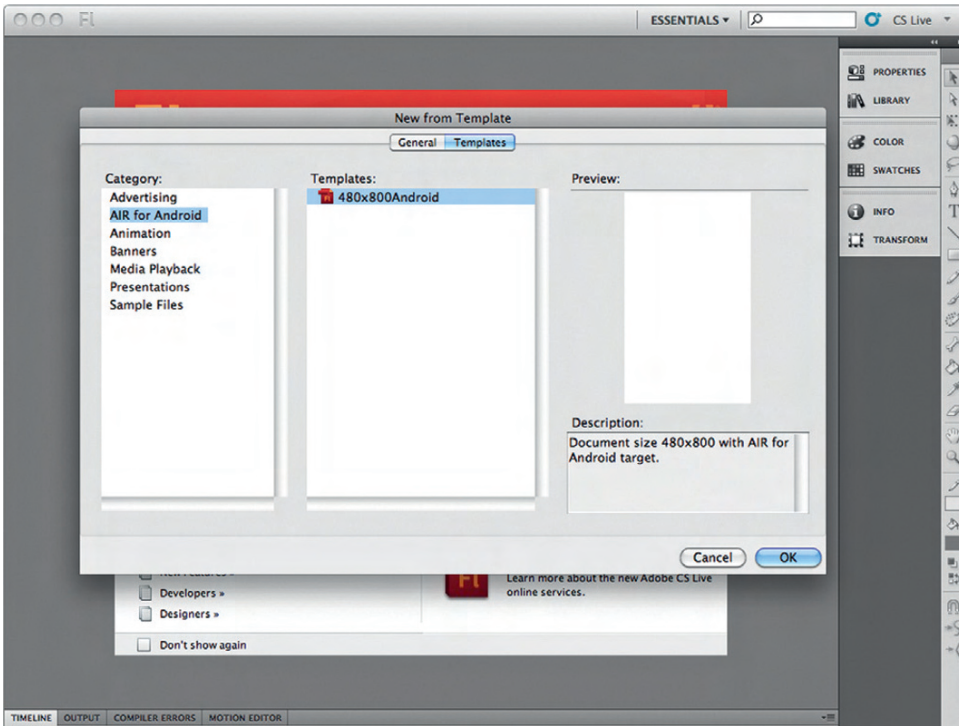 Fl
ESSENTIALS
CS Live
PROPERTIES
LIBRARY
COLOR
SWATCHES
INFO
TRANSFORM
New from Template
General Templates
Category:
Advertising
AIR for Android
Animation
Banners
Media Playback
Presentations
Sample Files
Templates:
480x800Android
Preview:
Description:
Document size 480x800 with AIR for
Android target.
Cancel OK
New Features »
Developers »
Designers »
Don't show again
Fl
Learn more about the new Adobe CS Live
online services.
TIMELINE OUTPUT COMPILER ERRORS MOTION EDITOR